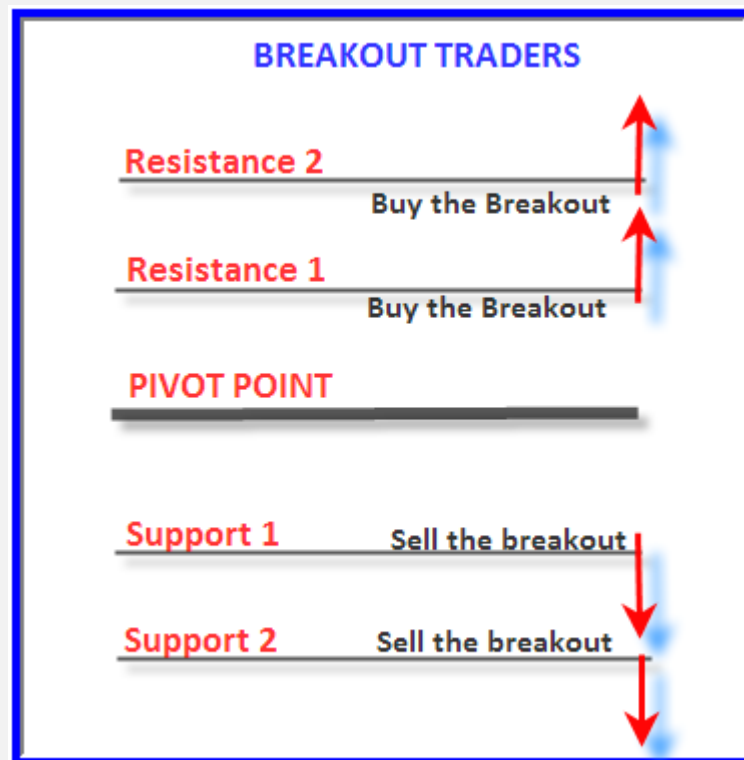 BREAKOUT TRADERS
Resistance 2
Buy the Breakout
Resistance 1
Buy the Breakout
PIVOT POINT
Support 1 Sell the breakout
Support 2 Sell the breakout